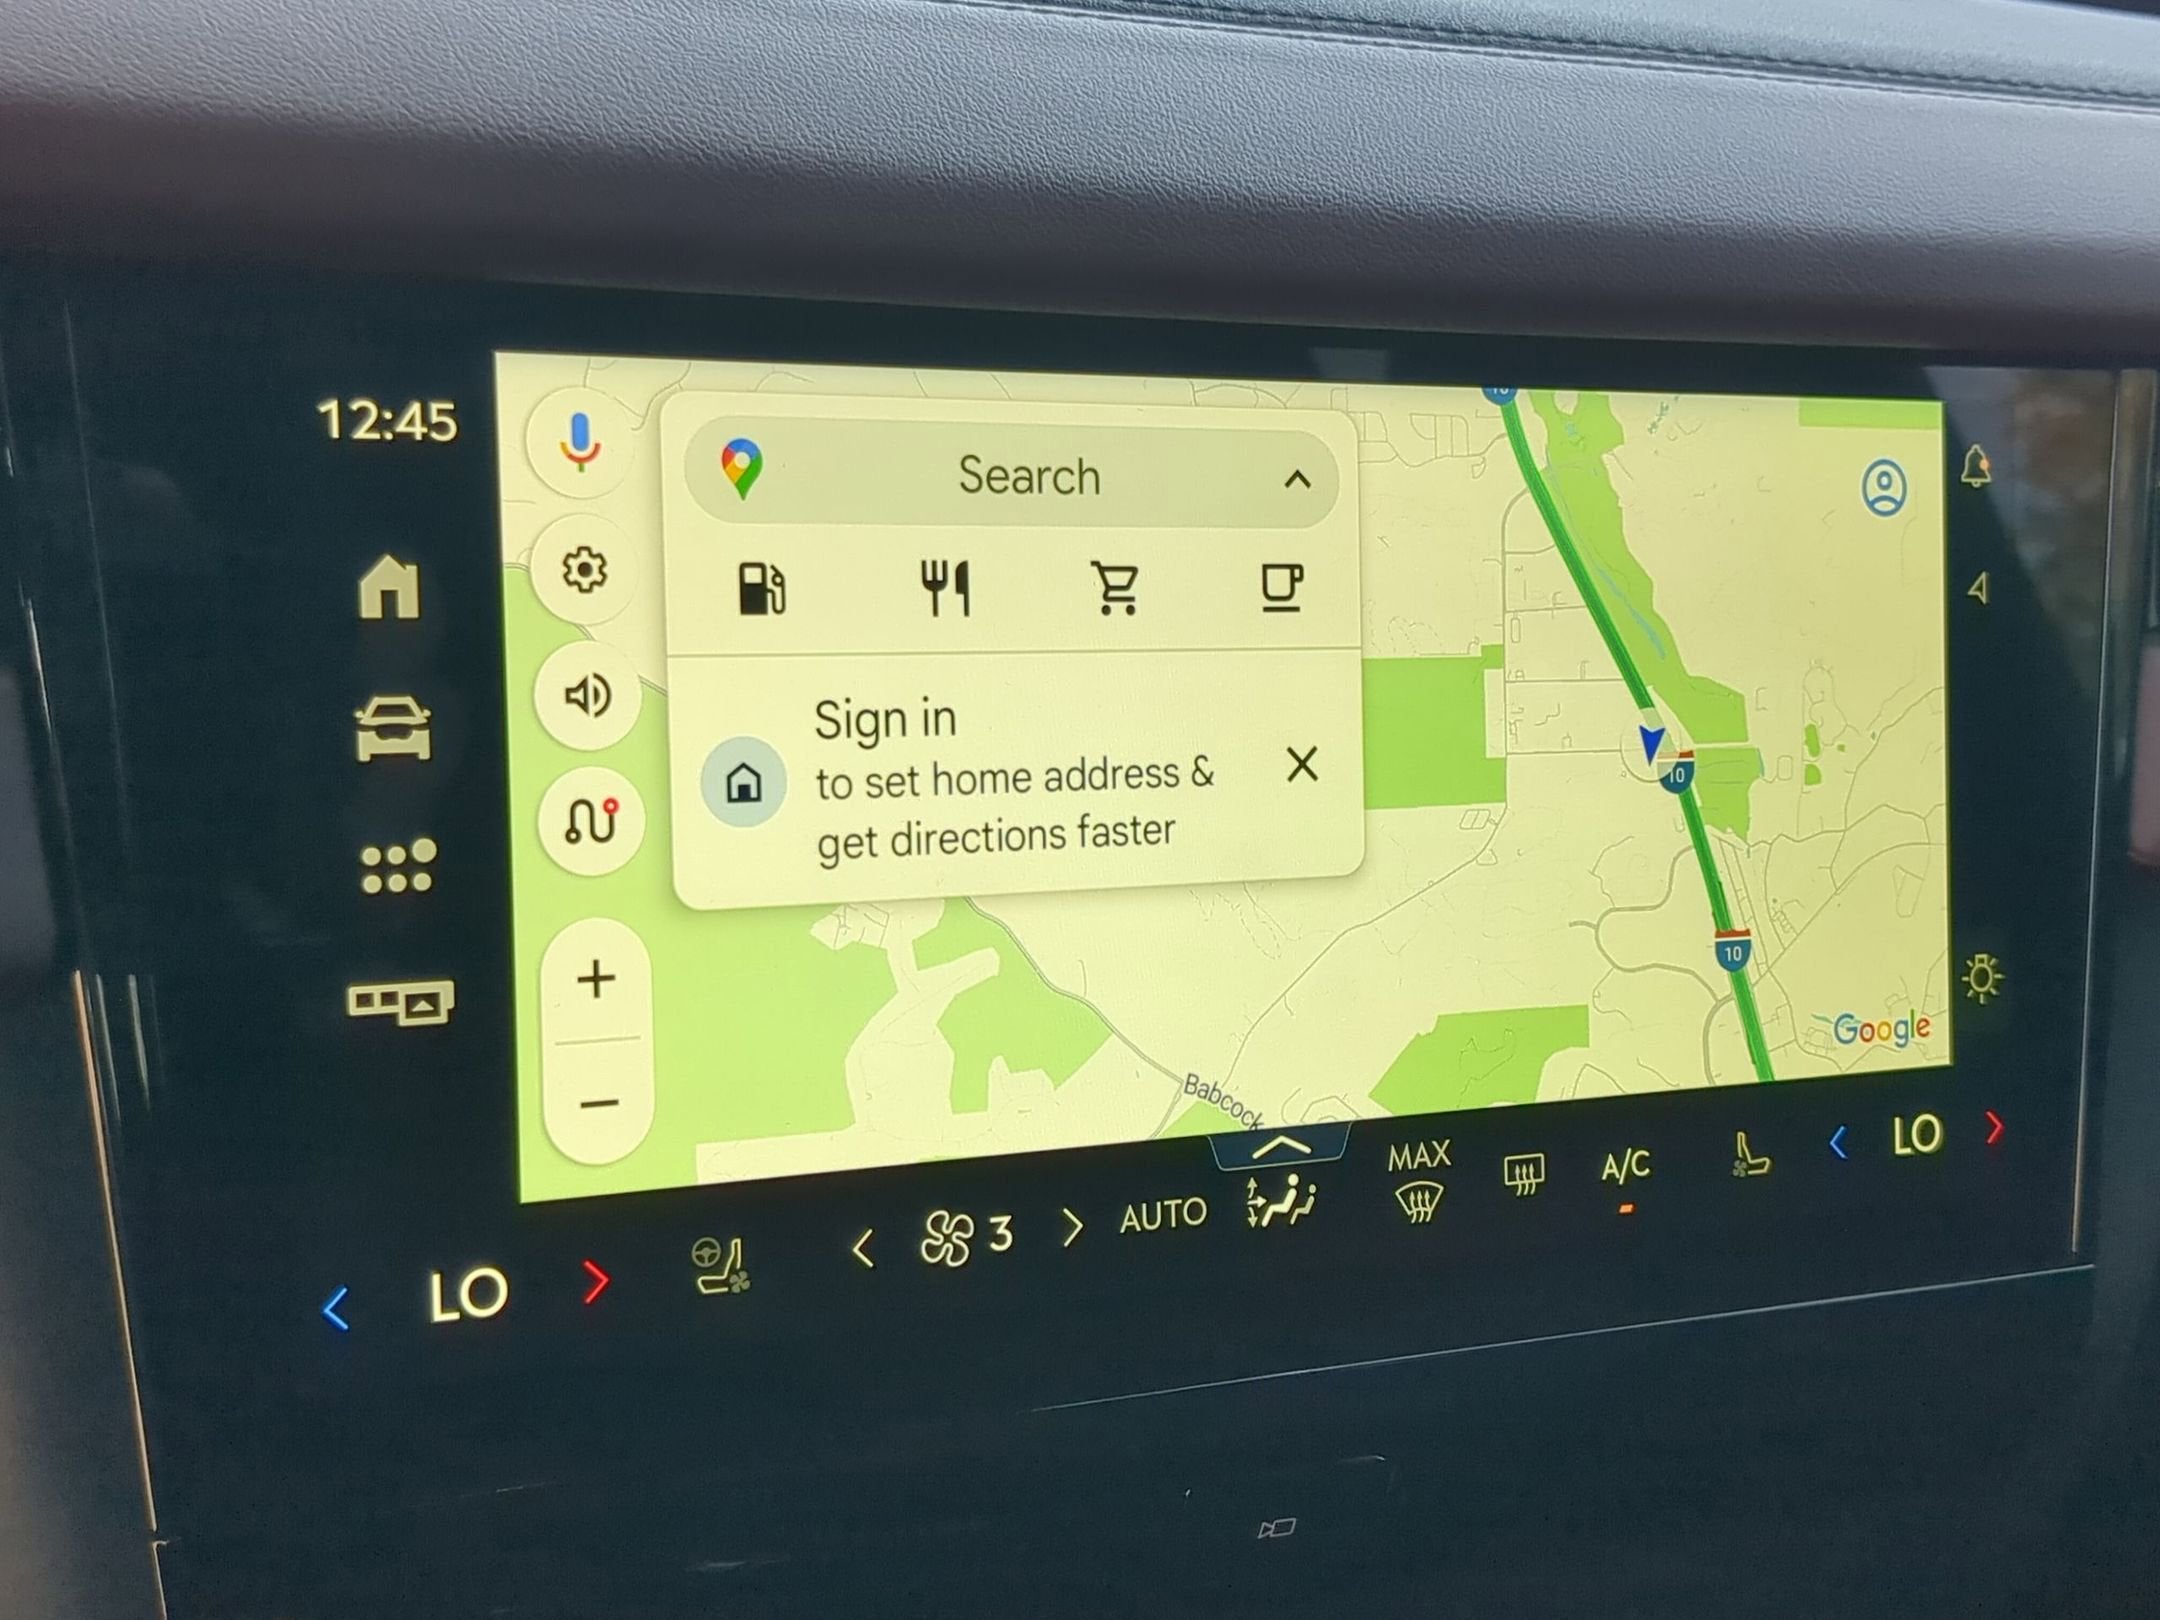 12:45
Search
Sign in
to set home address &
get directions faster
10
10
Google
Babcock
LO
3
AUTO
MAX
A/C
LO